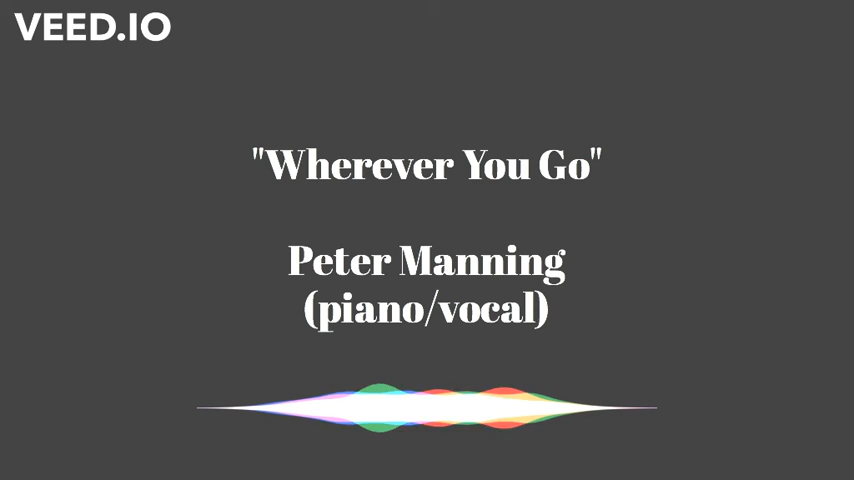 VEED.IO
"Wherever You Go"
Peter Manning
(piano/vocal)